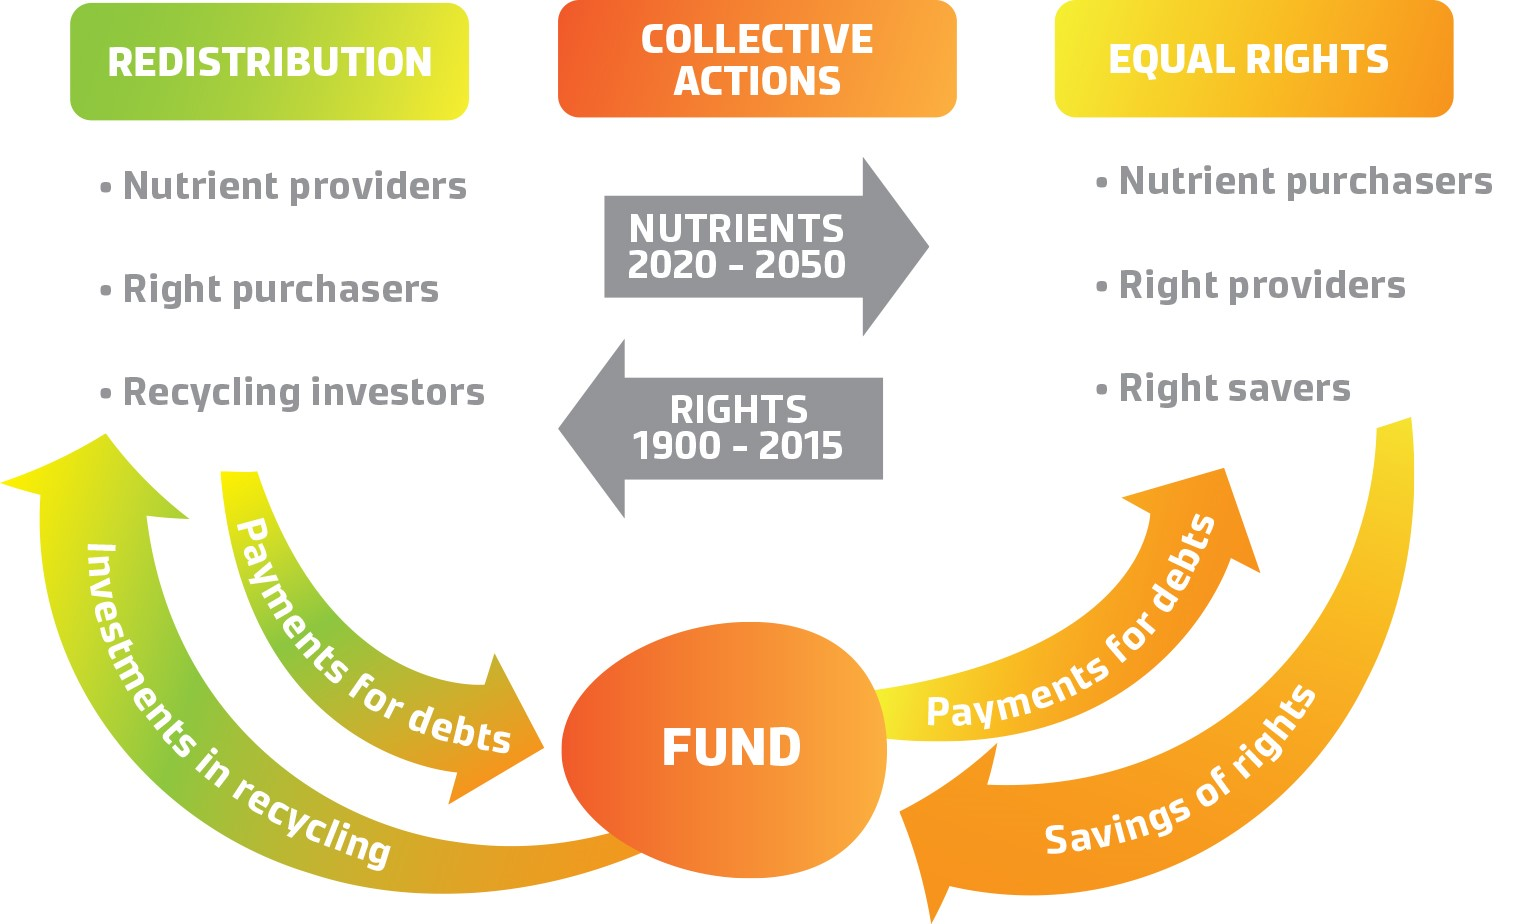 REDISTRIBUTION
COLLECTIVE
ACTIONS
EQUAL RIGHTS
• Nutrient providers
• Right purchasers
• Recycling investors
NUTRIENTS
2020 - 2050
RIGHTS
1900 - 2015
• Nutrient purchasers
• Right providers
• Right savers
Investments in recycling
Payments for debts
FUND
Payments for debts
Savings of rights